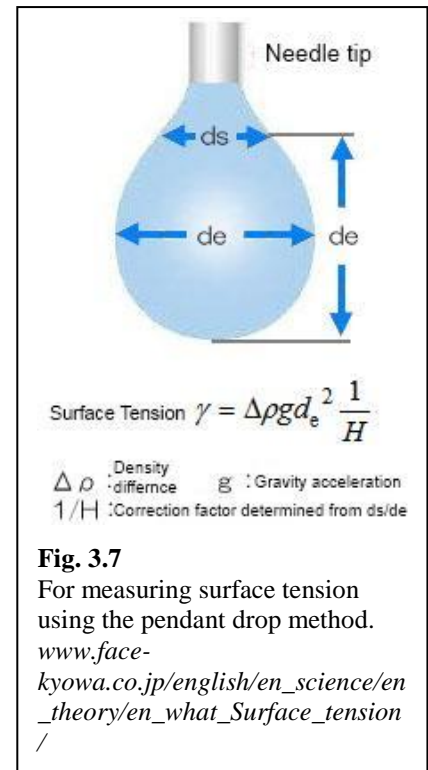 Needle tip
ds
de
de
Surface Tension γ = Δρgd_e² 1/H
Δρ :Density differnce g :Gravity acceleration
1/H :Correction factor determined from ds/de
Fig. 3.7
For measuring surface tension
using the pendant drop method.
www.face-
kyowa.co.jp/english/en_science/en
_theory/en_what_Surface_tension
/